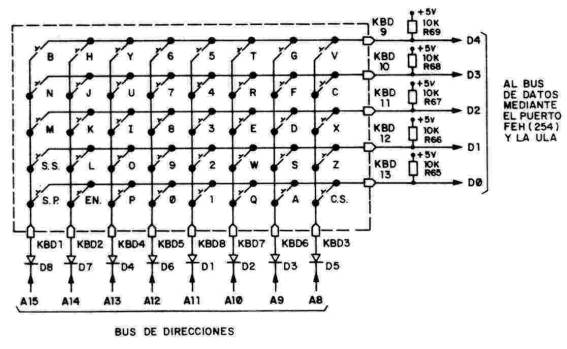 KBD 9
+5V
10K
R69
D4
B H Y 6 5 T G V
KBD 10
+5V
10K
R68
D3
N J U 7 4 R F C
KBD 11
+5V
10K
R67
D2
M K I 8 3 E D X
KBD 12
+5V
10K
R66
D1
S.S. L O 9 2 W S Z
KBD 13
+5V
10K
R65
D0
S.P. EN. P 0 1 Q A C.S.
AL BUS
DE DATOS
MEDIANTE
EL PUERTO
FEH (254)
Y LA ULA
KBD1 KBD2 KBD4 KBD5 KBD8 KBD7 KBD6 KBD3
D8 D7 D4 D6 D1 D2 D3 D5
A15 A14 A13 A12 A11 A10 A9 A8
BUS DE DIRECCIONES